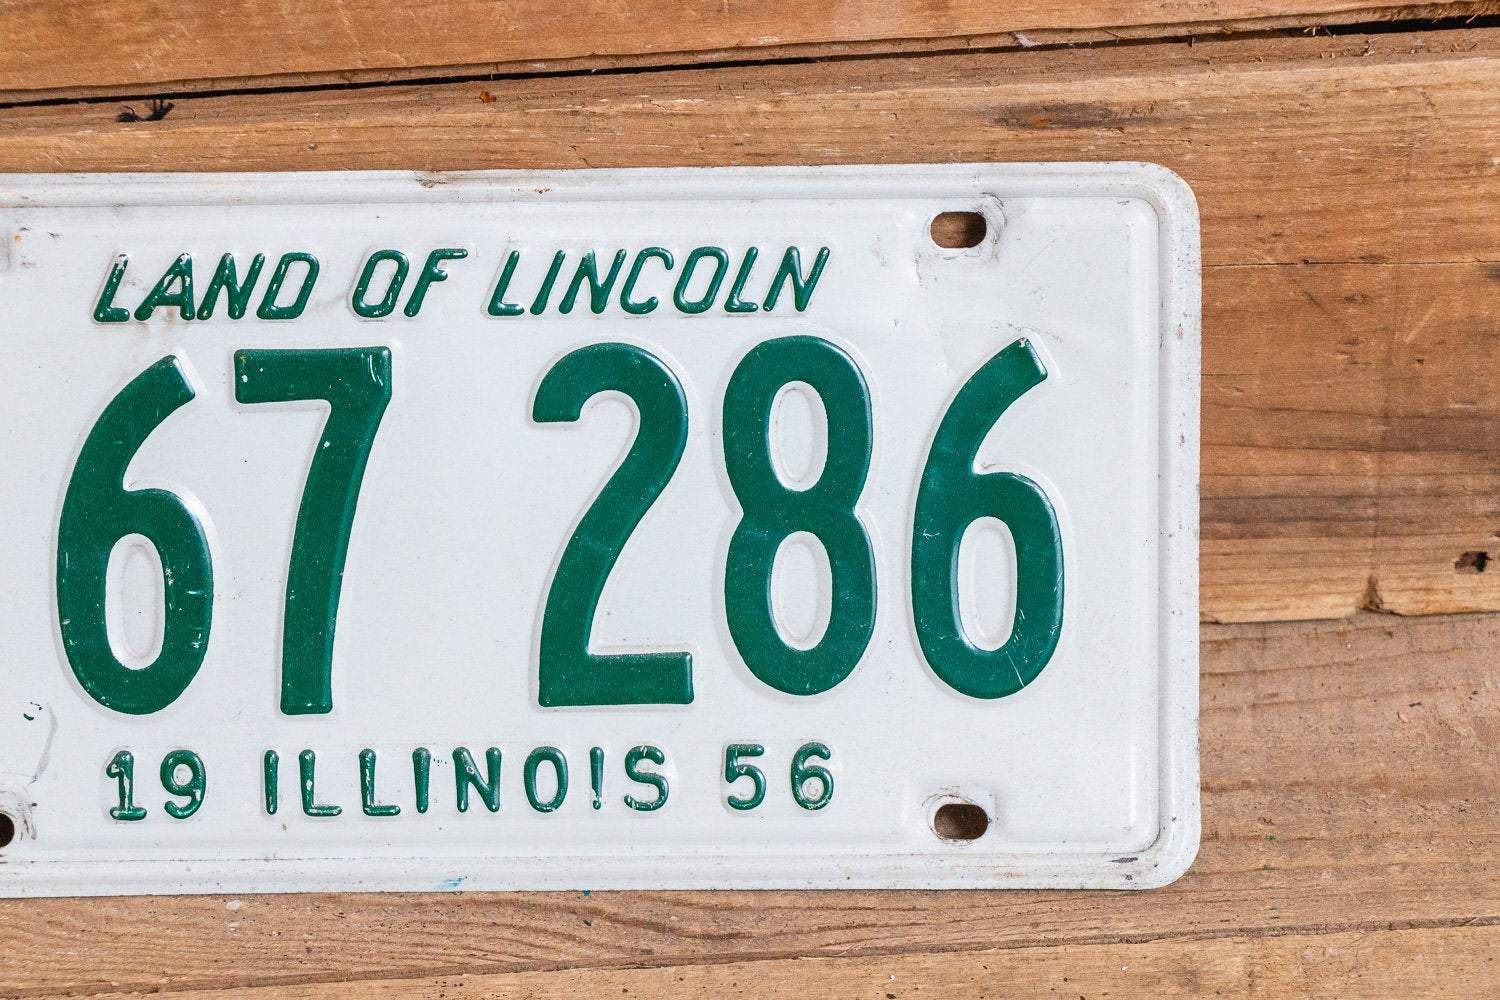 LAND OF LINCOLN
67 286
19 ILLINOIS 56